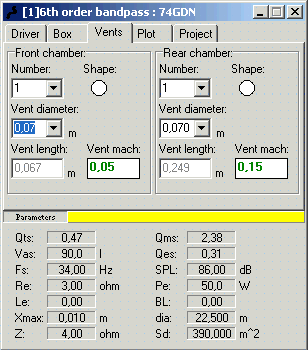 [1]6th order bandpass : 74GDN
Driver Box Vents Plot Project
Front chamber: Rear chamber:
Number: Shape: Number: Shape:
1 1
Vent diameter: Vent diameter:
0,07 m 0,070 m
Vent length: Vent mach: Vent length: Vent mach:
0,067 m 0,05 0,249 m 0,15
Parameters
Qts: 0,47 Qms: 2,38
Vas: 90,0 l Qes: 0,31
Fs: 34,00 Hz SPL: 86,00 dB
Re: 3,00 ohm Pe: 50,0 W
Le: 0,00 BL: 0,00
Xmax: 0,010 m dia: 22,500 m
Z: 4,00 ohm Sd: 390,000 m^2